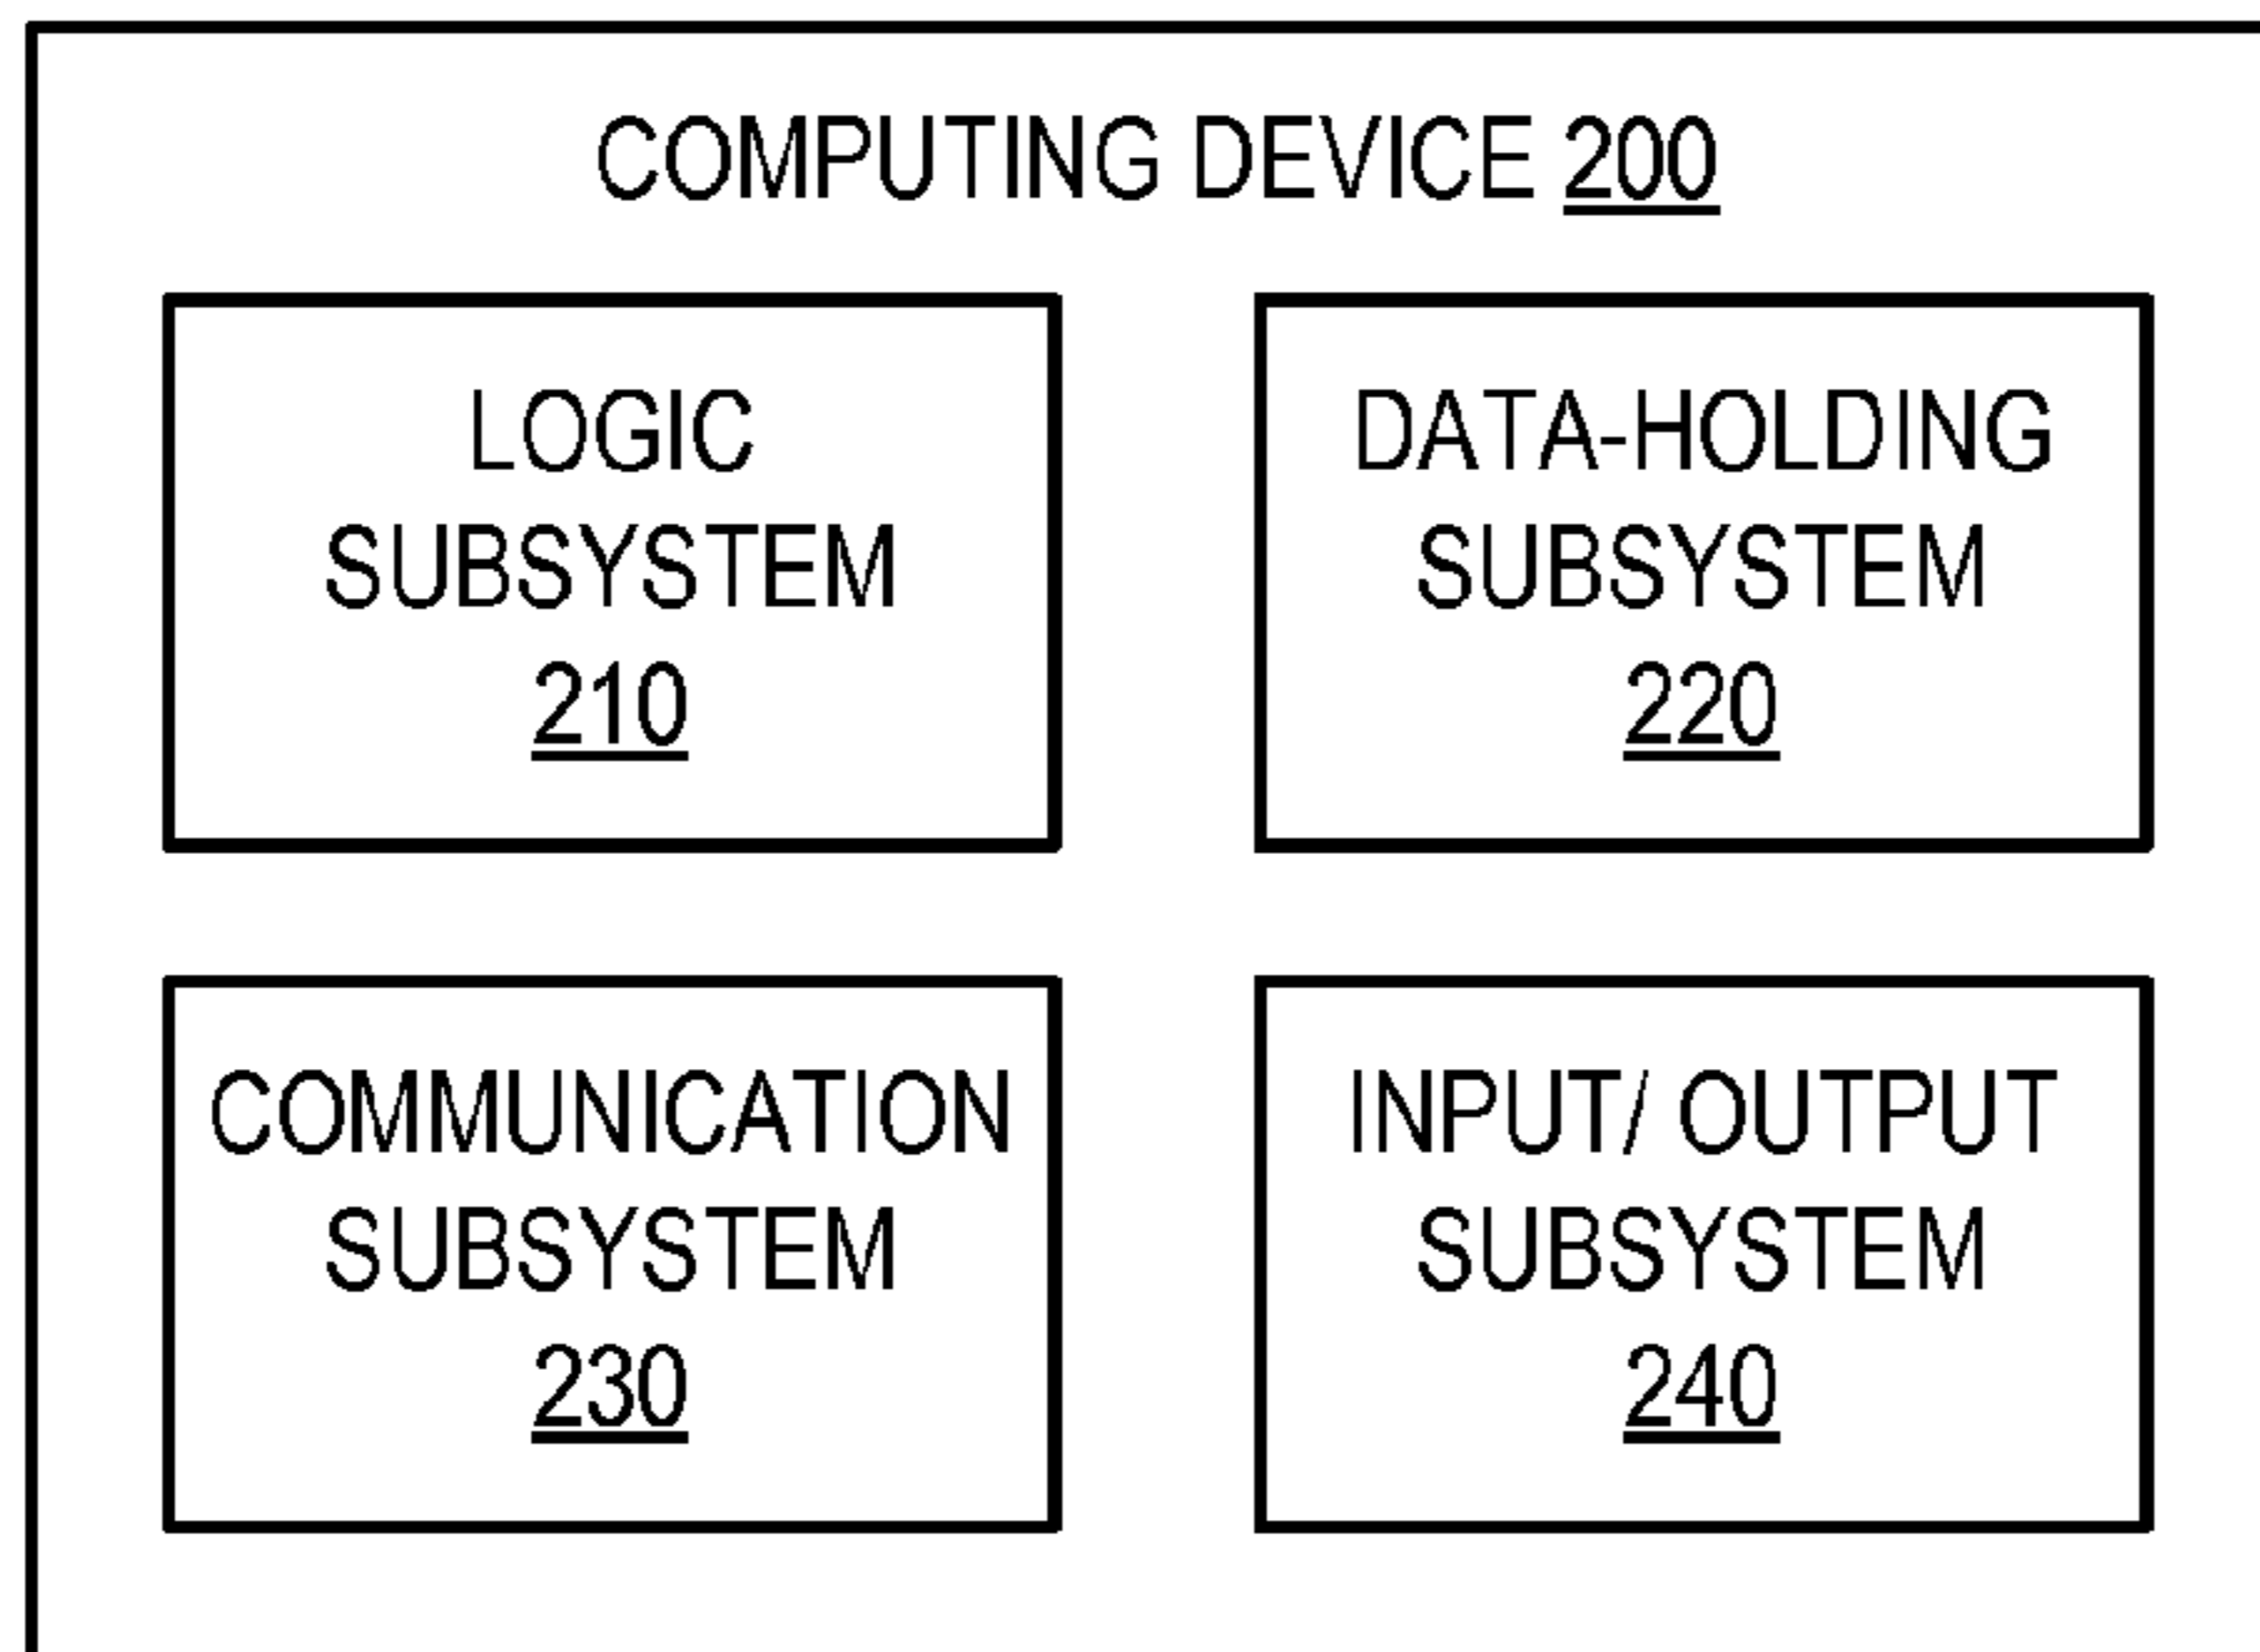 COMPUTING DEVICE 200
LOGIC
SUBSYSTEM
210
DATA-HOLDING
SUBSYSTEM
220
COMMUNICATION
SUBSYSTEM
230
INPUT/ OUTPUT
SUBSYSTEM
240